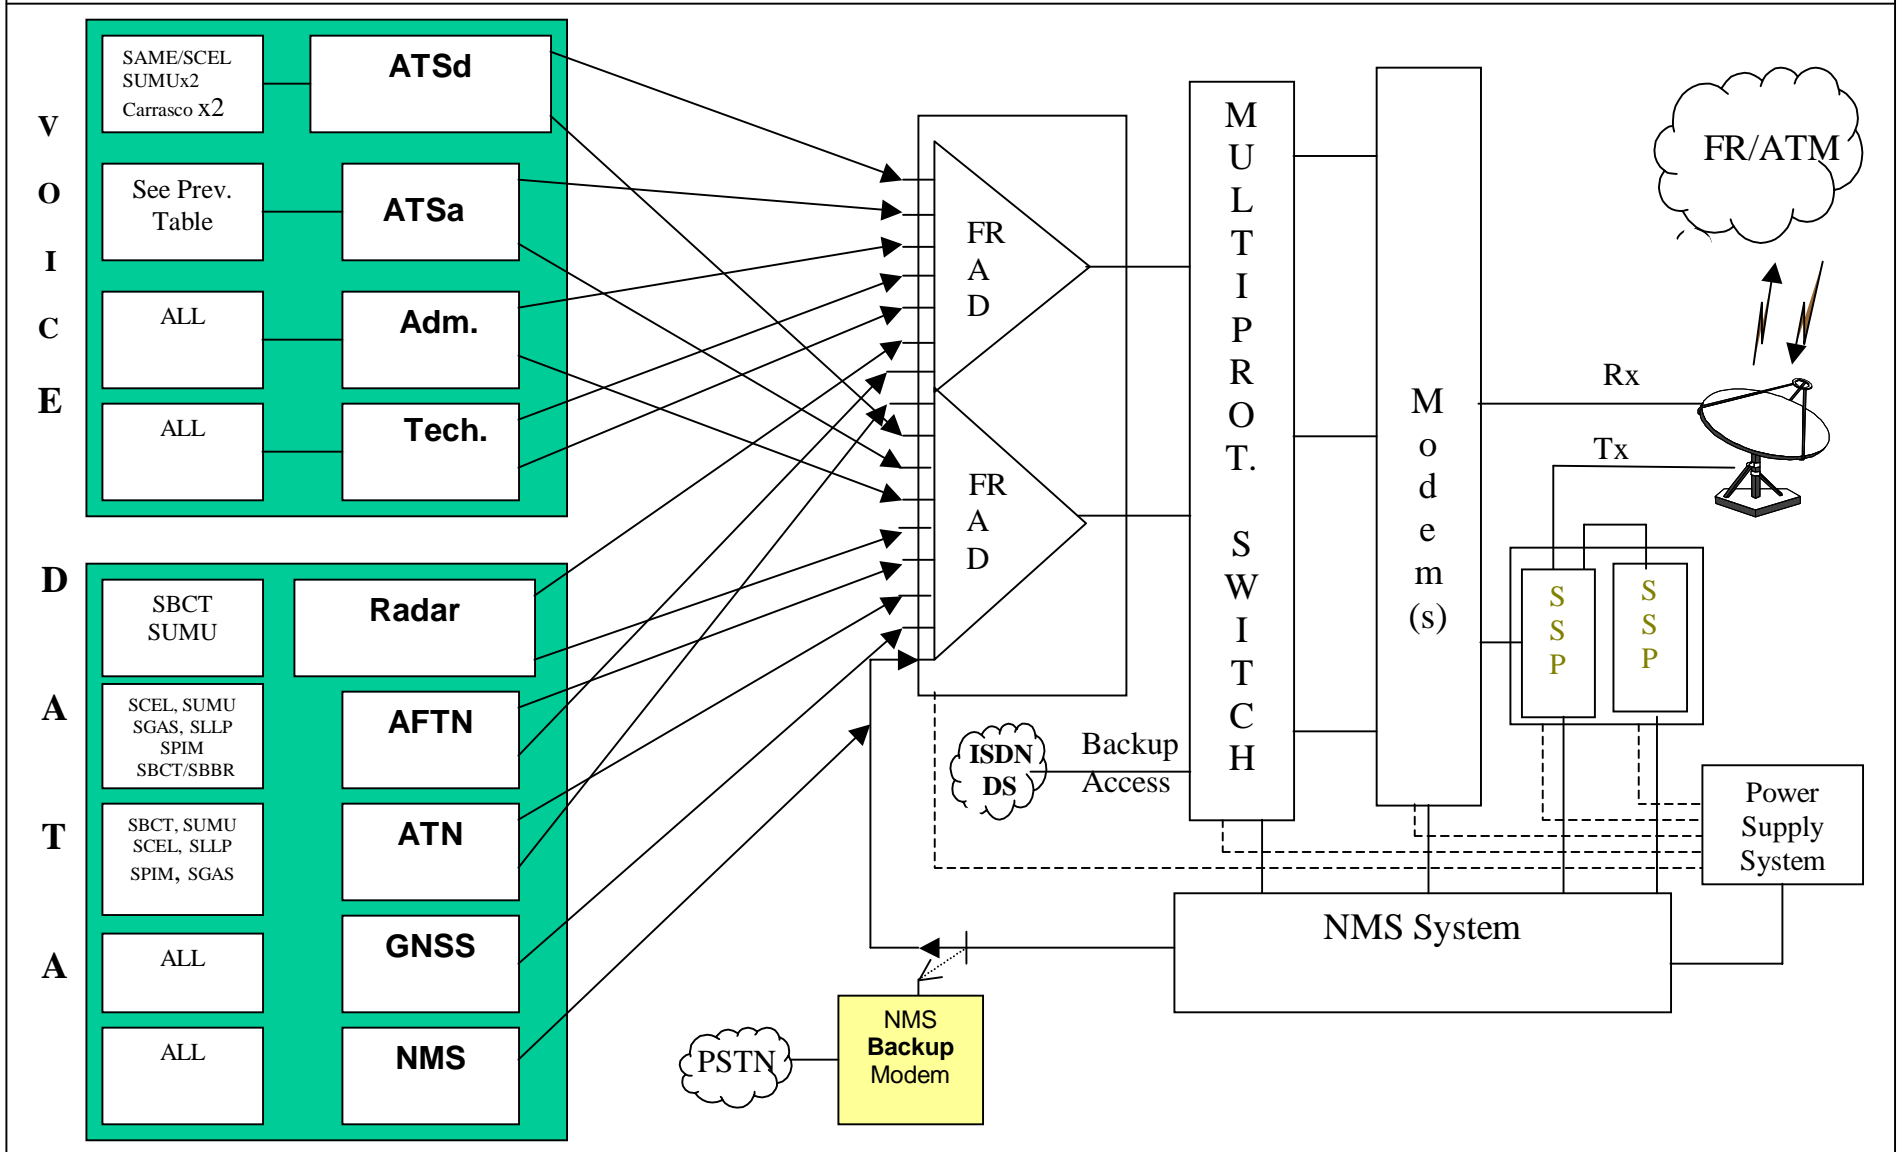 V
O
I
C
E
SAME/SCEL
SUMUx2
Carrasco x2
ATSd
See Prev.
Table
ATSa
ALL
Adm.
ALL
Tech.
D
A
T
A
SBCT
SUMU
Radar
SCEL, SUMU
SGAS, SLLP
SPIM
SBCT/SBBR
AFTN
SBCT, SUMU
SCEL, SLLP
SPIM, SGAS
ATN
ALL
GNSS
ALL
NMS
FR
A
D
FR
A
D
ISDN
DS
Backup
Access
M
U
L
T
I
P
R
O
T.
S
W
I
T
C
H
M
o
d
e
m
(s)
FR/ATM
Rx
Tx
S
S
P
S
S
P
Power
Supply
System
NMS System
PSTN
NMS
Backup
Modem